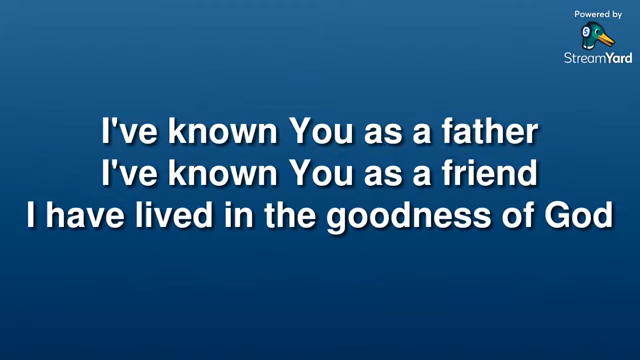 Powered by
StreamYard
I've known You as a father
I've known You as a friend
I have lived in the goodness of God